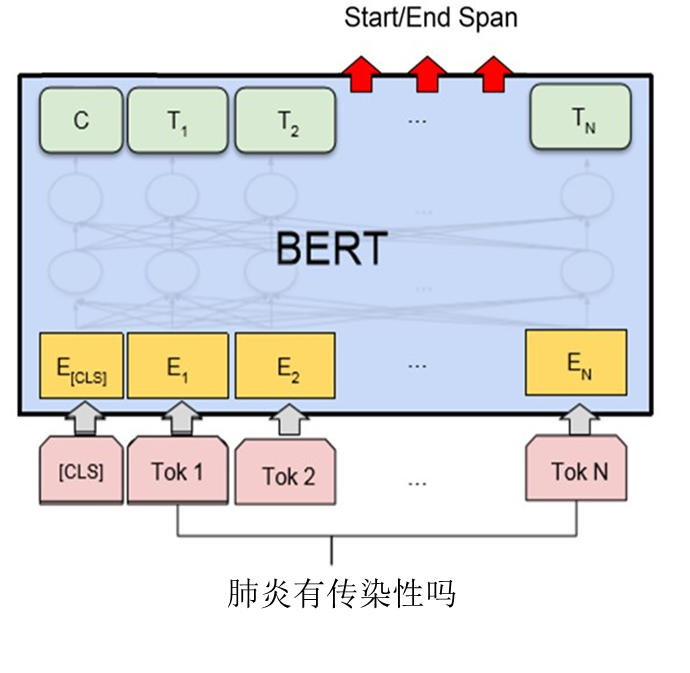 Start/End Span
C T1 T2 ... TN
...
BERT
...
E[CLS] E1 E2 ... EN
[CLS] Tok 1 Tok 2 ... Tok N
肺炎有传染性吗